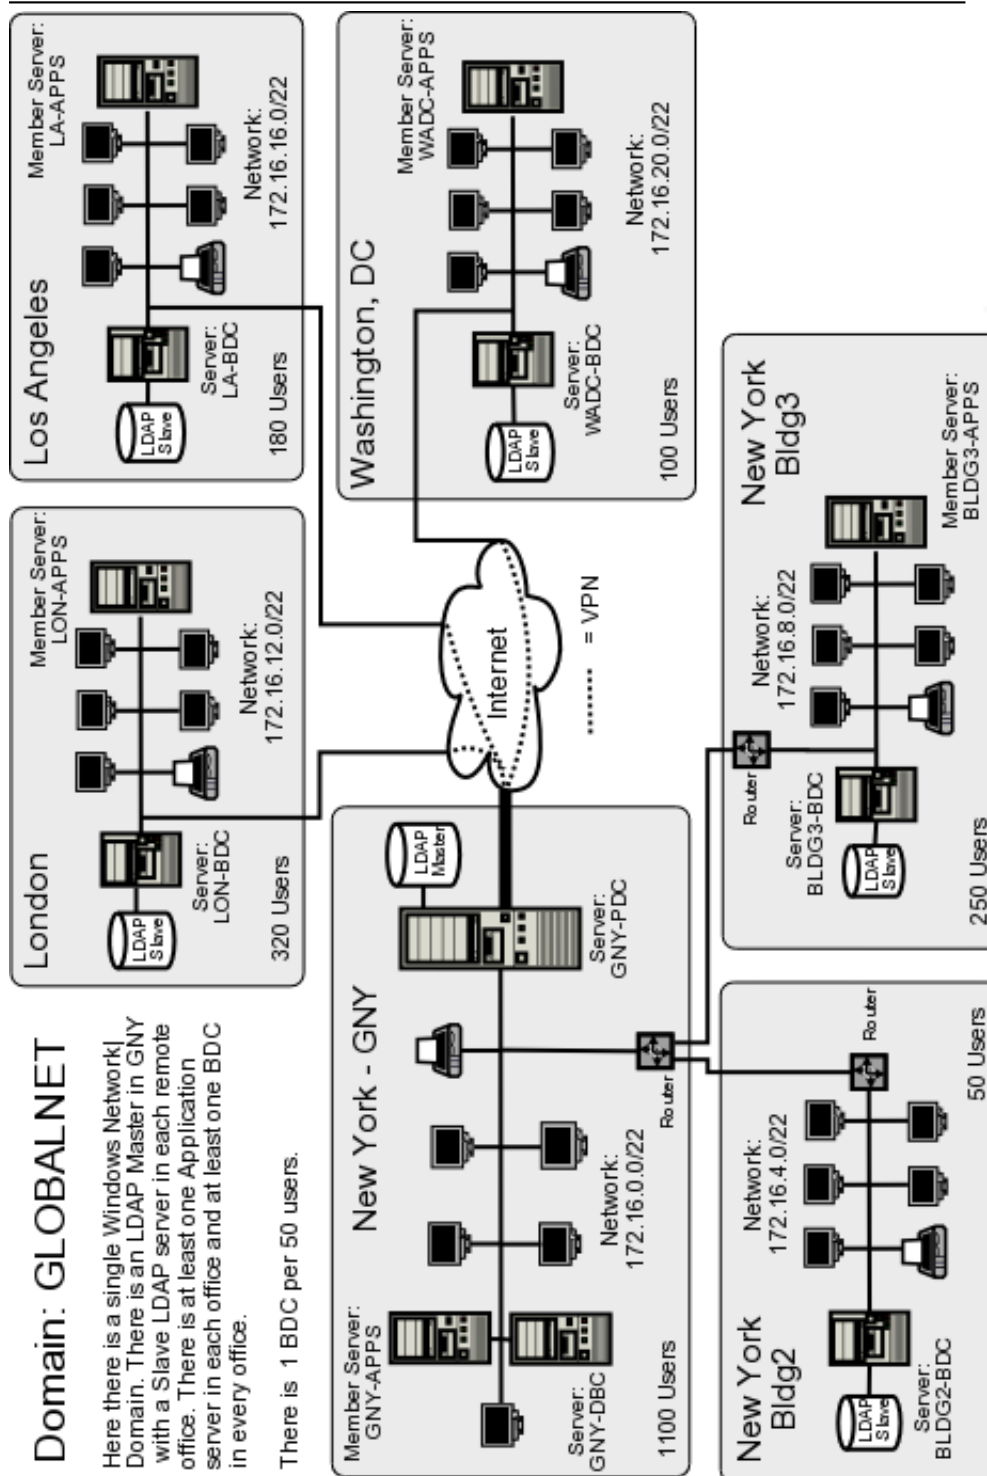 Domain: GLOBALNET
Here there is a single Windows Network
Domain. There is an LDAP Master in GNY
with a Slave LDAP server in each remote
office. There is at least one Application
server in each office and at least one BDC
in every office.
There is 1 BDC per 50 users.
London
Member Server:
LON-APPS
LDAP
Slave
Server:
LON-BDC
Network:
172.16.12.0/22
320 Users
Los Angeles
Member Server:
LA-APPS
LDAP
Slave
Server:
LA-BDC
Network:
172.16.16.0/22
180 Users
New York - GNY
Member Server:
GNY-APPS
LDAP
Master
Server:
GNY-DBC
Network:
172.16.0.0/22
Server:
GNY-PDC
1100 Users
Router
Internet
= VPN
Washington, DC
Member Server:
WADC-APPS
LDAP
Slave
Server:
WADC-BDC
Network:
172.16.20.0/22
100 Users
New York
Bldg2
Network:
172.16.4.0/22
LDAP
Slave
Server:
BLDG2-BDC
Router
50 Users
New York
Bldg3
Router
Network:
172.16.8.0/22
Server:
BLDG3-BDC
LDAP
Slave
Member Server:
BLDG3-APPS
250 Users